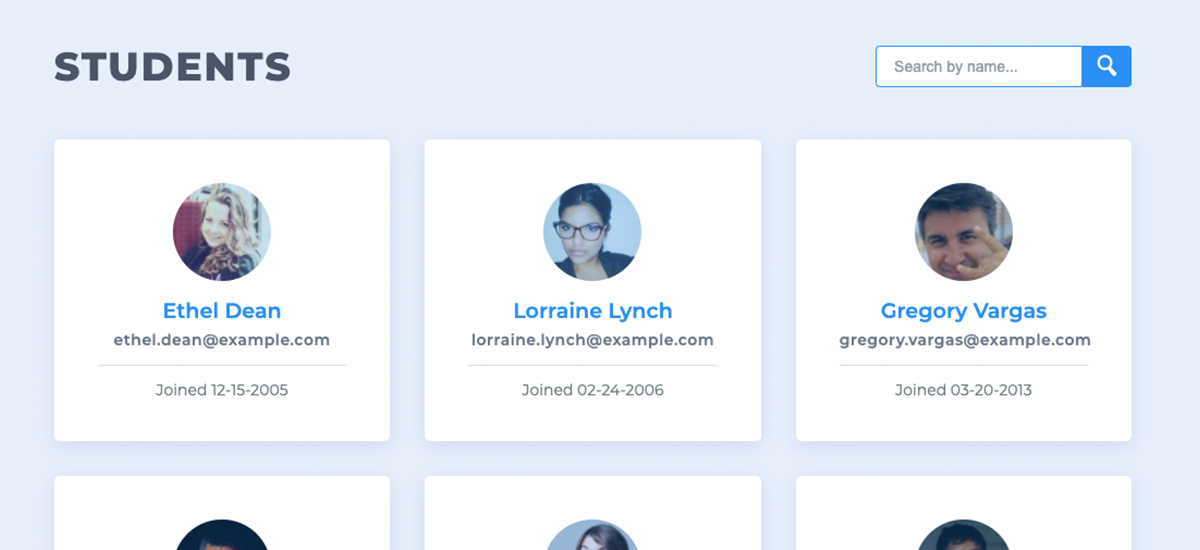 STUDENTS
Search by name...
Ethel Dean
ethel.dean@example.com
Joined 12-15-2005
Lorraine Lynch
lorraine.lynch@example.com
Joined 02-24-2006
Gregory Vargas
gregory.vargas@example.com
Joined 03-20-2013